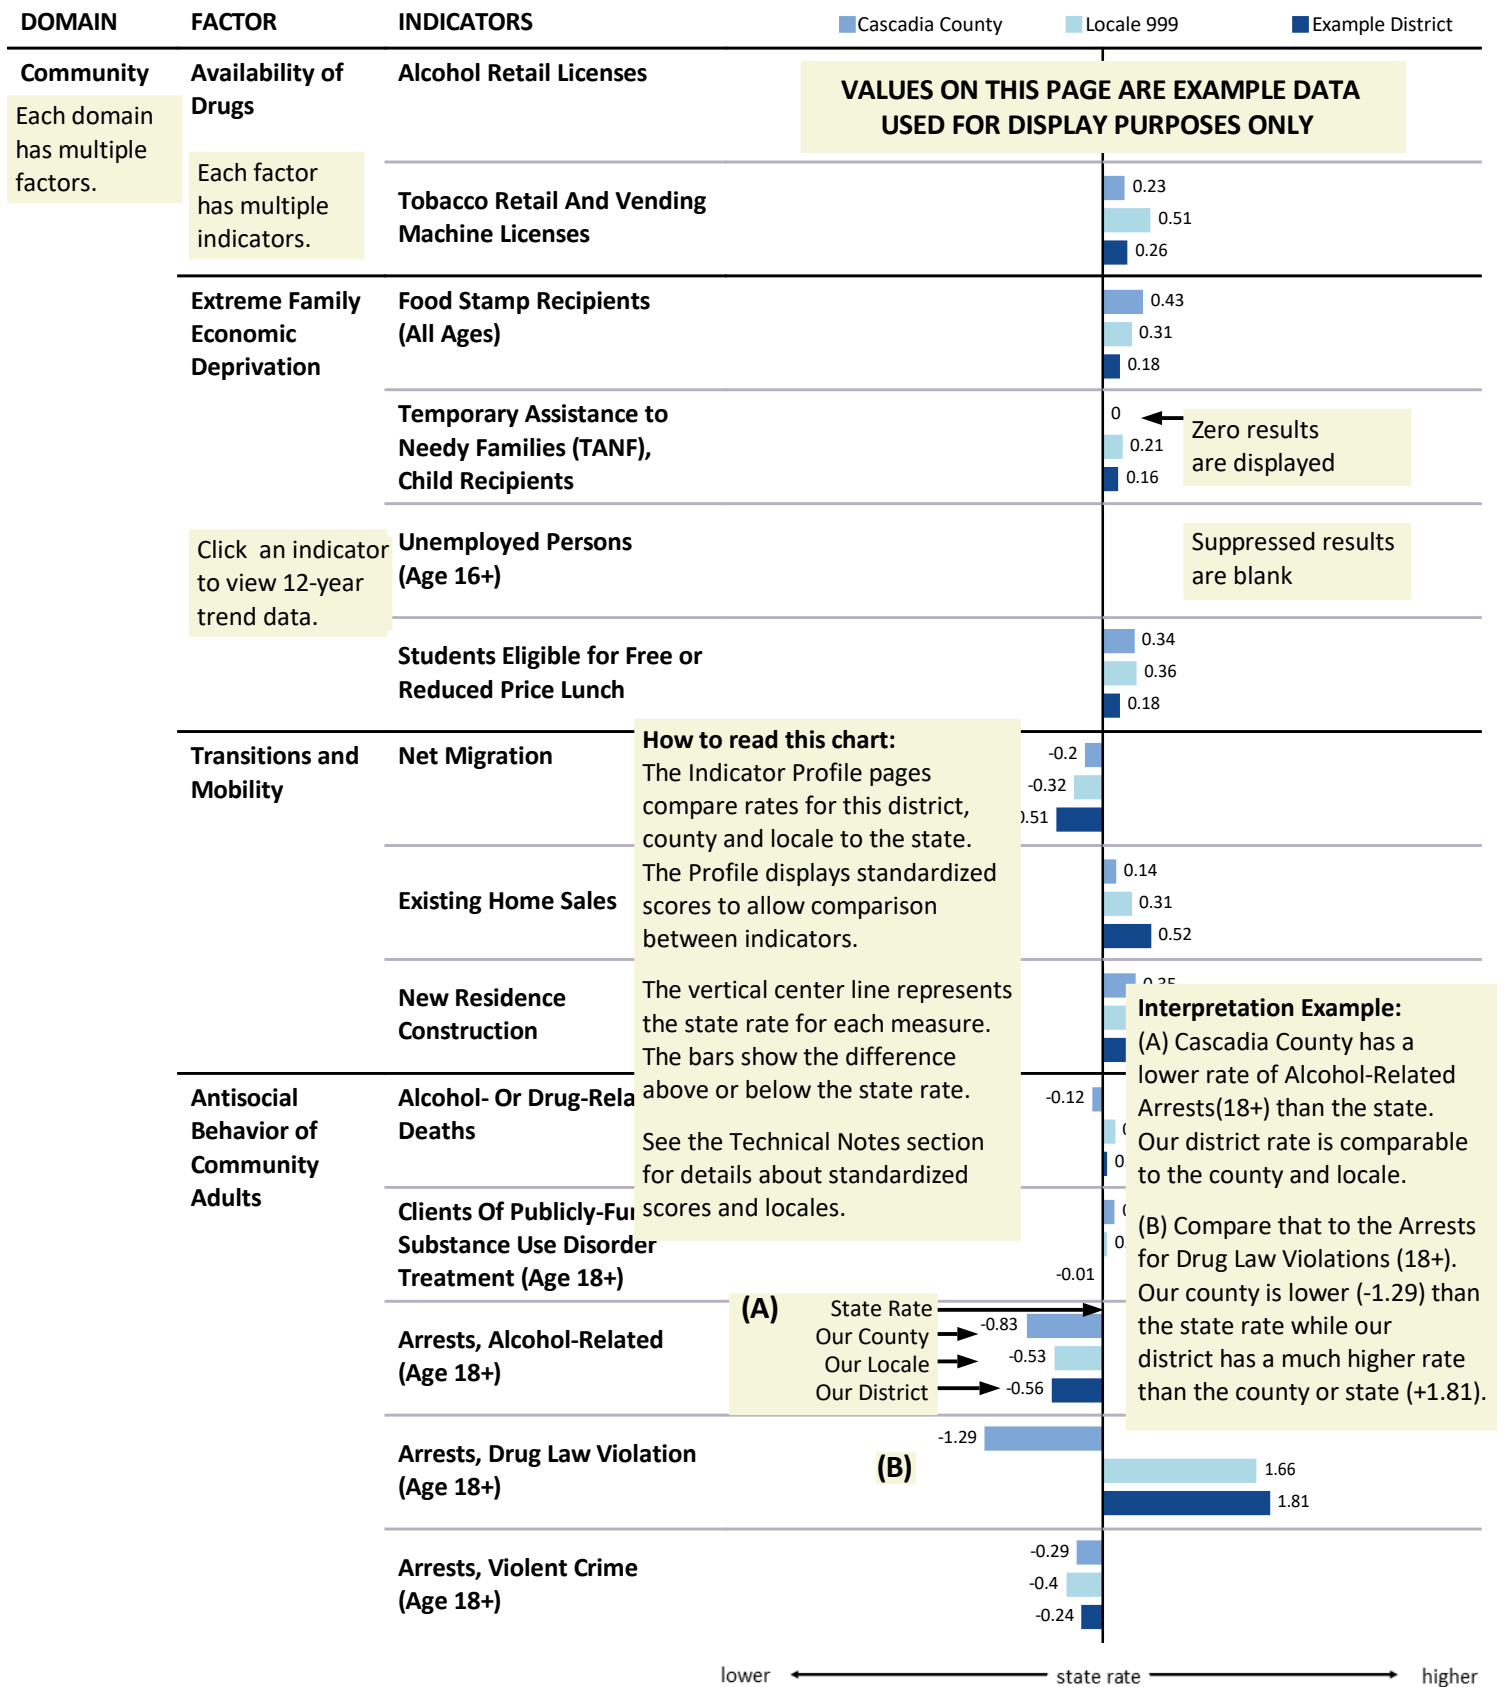 DOMAIN FACTOR INDICATORS Cascadia County Locale 999 Example District
Community
Each domain
has multiple
factors.
Availability of
Drugs
Each factor
has multiple
indicators.
Alcohol Retail Licenses
VALUES ON THIS PAGE ARE EXAMPLE DATA
USED FOR DISPLAY PURPOSES ONLY
Tobacco Retail And Vending
Machine Licenses
0.23
0.51
0.26
Extreme Family
Economic
Deprivation
Food Stamp Recipients
(All Ages)
0.43
0.31
0.18
Temporary Assistance to
Needy Families (TANF),
Child Recipients
0
0.21
0.16
Zero results
are displayed
Click an indicator
to view 12-year
trend data.
Unemployed Persons
(Age 16+)
Suppressed results
are blank
Students Eligible for Free or
Reduced Price Lunch
0.34
0.36
0.18
Transitions and
Mobility
Net Migration
-0.2
-0.32
.51
Existing Home Sales
0.14
0.31
0.52
New Residence
Construction
How to read this chart:
The Indicator Profile pages
compare rates for this district,
county and locale to the state.
The Profile displays standardized
scores to allow comparison
between indicators.
The vertical center line represents
the state rate for each measure.
The bars show the difference
above or below the state rate.
See the Technical Notes section
for details about standardized
scores and locales.
Interpretation Example:
(A) Cascadia County has a
lower rate of Alcohol-Related
Arrests(18+) than the state.
Our district rate is comparable
to the county and locale.
(B) Compare that to the Arrests
for Drug Law Violations (18+).
Our county is lower (-1.29) than
the state rate while our
district has a much higher rate
than the county or state (+1.81).
Antisocial
Behavior of
Community
Adults
Alcohol- Or Drug-Rela
Deaths
-0.12
0.
Clients Of Publicly-Fu
Substance Use Disorder
Treatment (Age 18+)
0.
-0.01
Arrests, Alcohol-Related
(Age 18+)
(A)
State Rate
Our County
Our Locale
Our District
-0.83
-0.53
-0.56
Arrests, Drug Law Violation
(Age 18+)
(B)
-1.29
1.66
1.81
Arrests, Violent Crime
(Age 18+)
-0.29
-0.4
-0.24
lower state rate higher